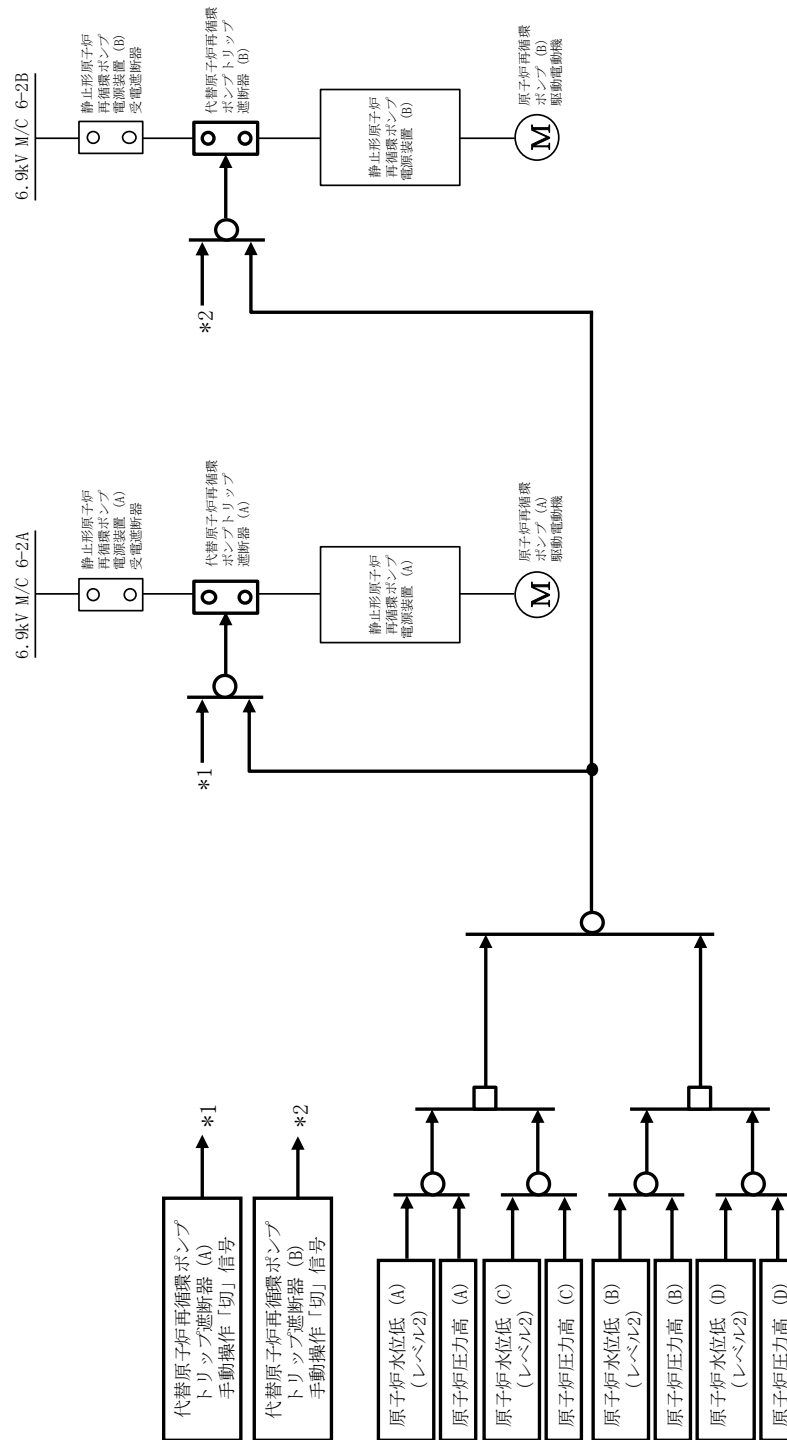 6.9kV M/C 6-2A
静止形原子炉
再循環ポンプ
電源装置 (A)
受電遮断器
代替原子炉再循環
ポンプトリップ
遮断器 (A)
静止形原子炉
再循環ポンプ
電源装置 (A)
M
原子炉再循環
ポンプ (A)
駆動電動機
*1
6.9kV M/C 6-2B
静止形原子炉
再循環ポンプ
電源装置 (B)
受電遮断器
代替原子炉再循環
ポンプトリップ
遮断器 (B)
静止形原子炉
再循環ポンプ
電源装置 (B)
M
原子炉再循環
ポンプ (B)
駆動電動機
*2
代替原子炉再循環ポンプ
トリップ遮断器 (A)
手動操作「切」信号
*1
代替原子炉再循環ポンプ
トリップ遮断器 (B)
手動操作「切」信号
*2
原子炉水位低 (A)
(レベル2)
原子炉圧力高 (A)
原子炉水位低 (C)
(レベル2)
原子炉圧力高 (C)
原子炉水位低 (B)
(レベル2)
原子炉圧力高 (B)
原子炉水位低 (D)
(レベル2)
原子炉圧力高 (D)